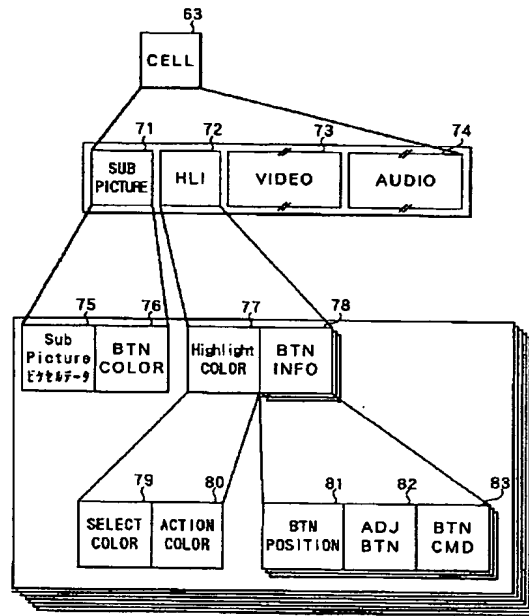 63
CELL
71
72
73
74
SUB
PICTURE
HLI
VIDEO
AUDIO
75
76
77
78
Sub
Picture
ピクセルデータ
BTN
COLOR
Highlight
COLOR
BTN
INFO
79
80
81
82
83
SELECT
COLOR
ACTION
COLOR
BTN
POSITION
ADJ
BTN
BTN
CMD